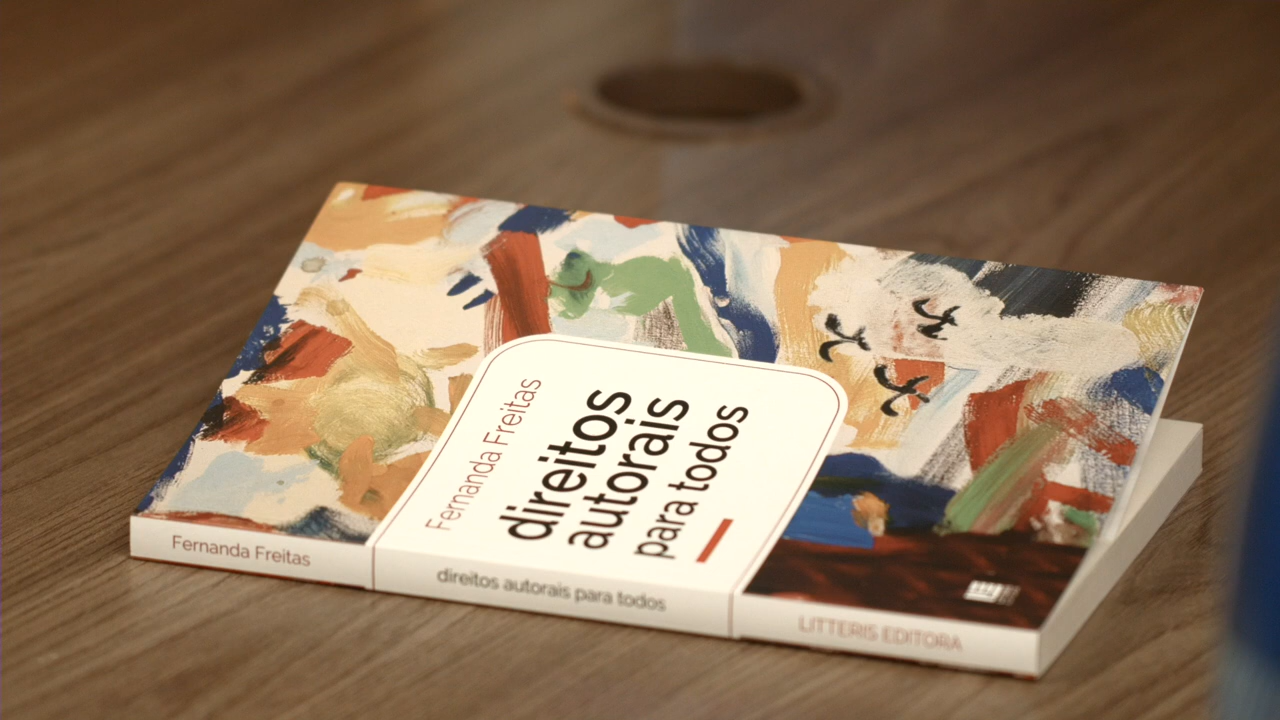 Fernanda Freitas
direitos
autorais
para todos
Fernanda Freitas
direitos autorais para todos
LITTERIS EDITORA